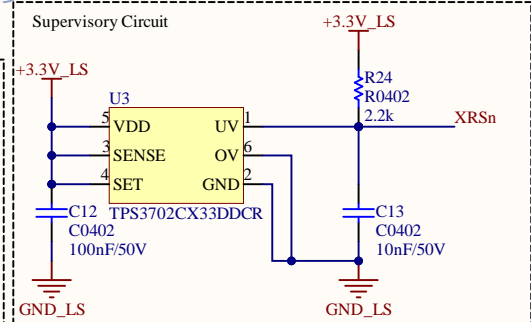 Supervisory Circuit
+3.3V_LS
+3.3V_LS
R24
R0402
2.2k
XRSn
U3
5 VDD UV 1
3 SENSE OV 6
4 SET GND 2
TPS3702CX33DDCR
C12
C0402
100nF/50V
C13
C0402
10nF/50V
GND_LS
GND_LS